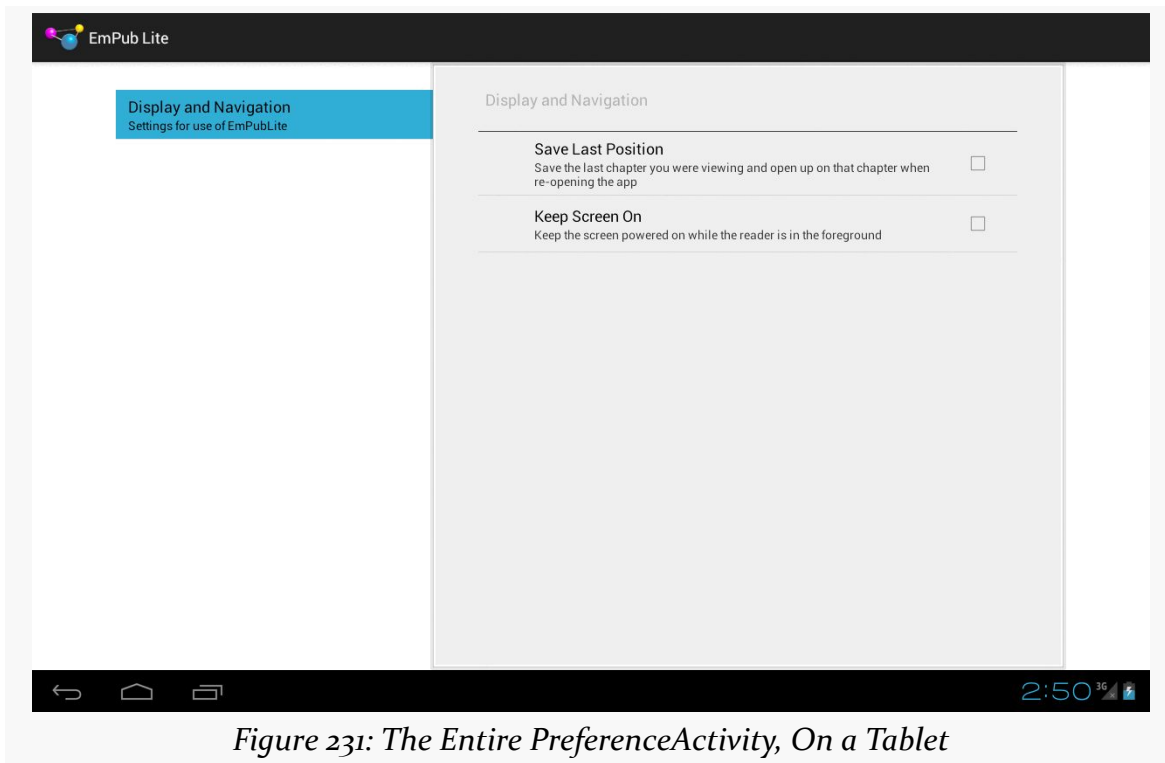 EmPub Lite
Display and Navigation
Settings for use of EmPubLite
Display and Navigation
Save Last Position
Save the last chapter you were viewing and open up on that chapter when
re-opening the app
Keep Screen On
Keep the screen powered on while the reader is in the foreground
2:50 3G
Figure 231: The Entire PreferenceActivity, On a Tablet